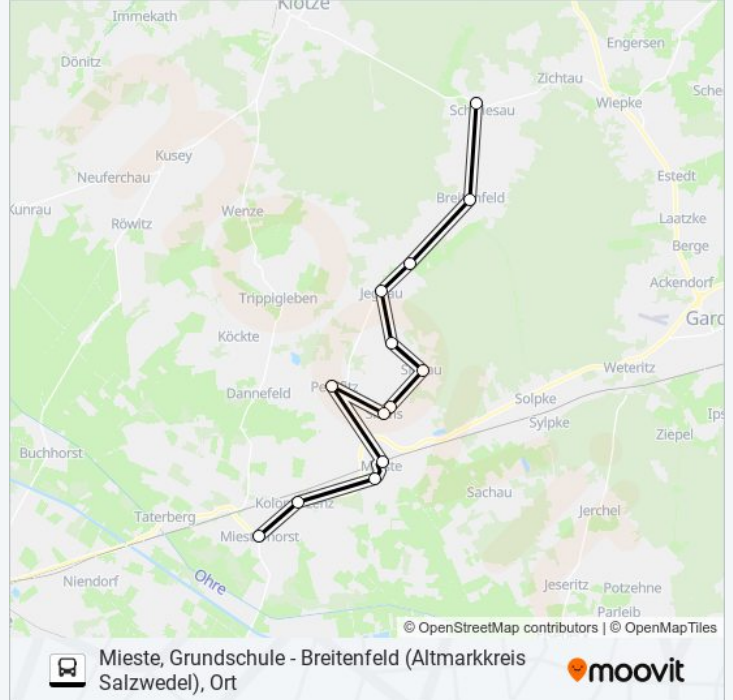 Klötze
Immekath
Engersen
Dönitz
Zichtau
Wiepke
Kusey
Neuferchau
Estedt
Wenze
Röwitz
Laatzke
Berge
Ackendorf
Trippigleben
Köckte
Weteritz
Dannefeld
Solpke
Sylpke
Ziepel
Buchhorst
Sachau
Jerchel
Taterberg
Niendorf
Ohre
Jeseritz
Potzehne
Parleib
© OpenStreetMap contributors | © OpenMapTiles
Mieste, Grundschule - Breitenfeld (Altmarkkreis
Salzwedel), Ort
moovit